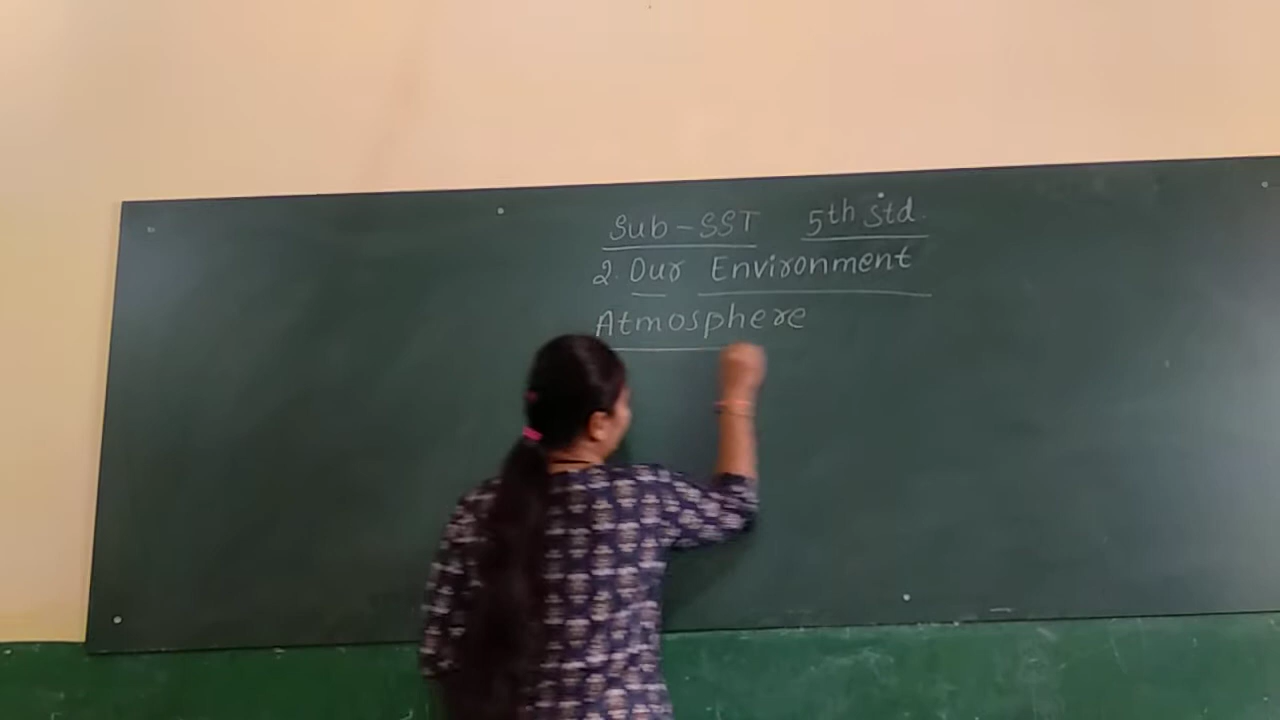 Sub - SST 5th Std.
2. Our Environment
Atmosphere